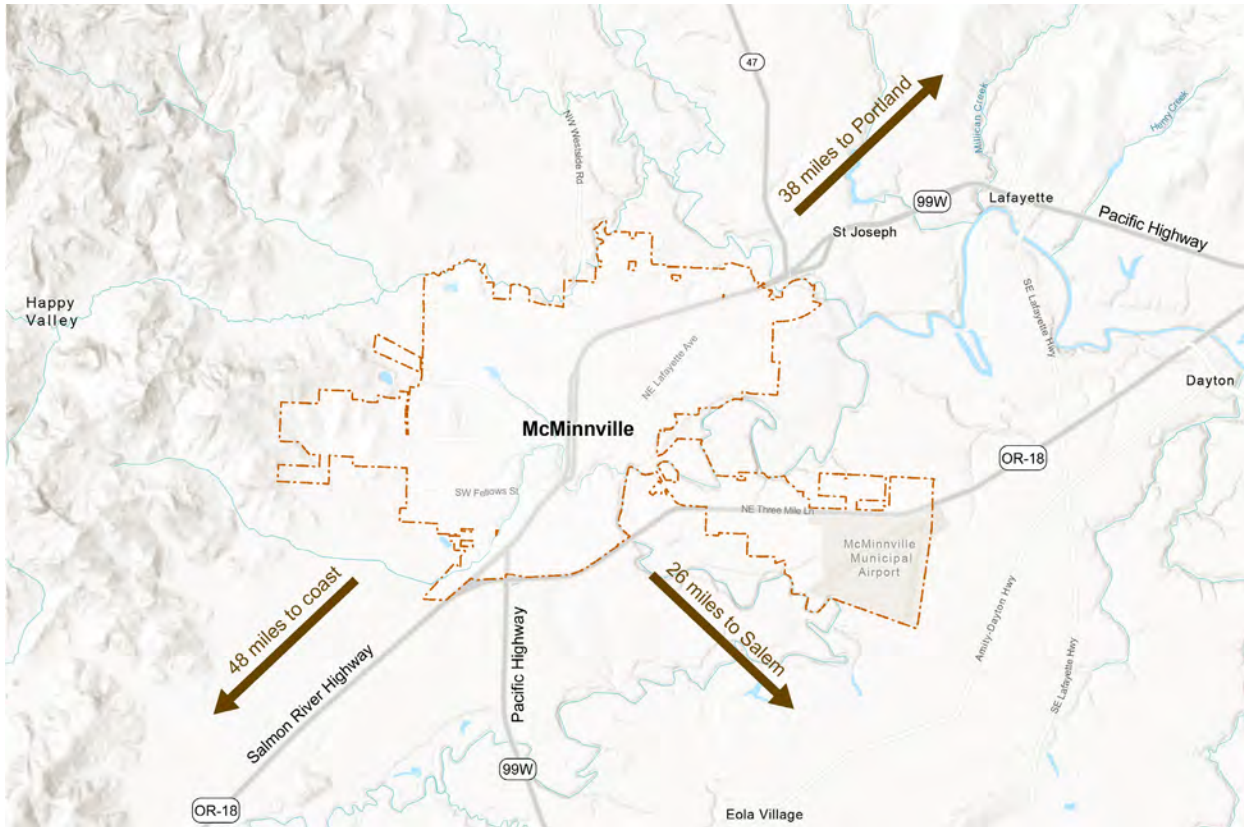 47
38 miles to Portland
Millican Creek
Henry Creek
NW Westside Rd
99W
Lafayette
Pacific Highway
St Joseph
Happy
Valley
SE Lafayette Hwy
NE Lafayette Ave
Dayton
McMinnville
OR-18
SW Fellows St
NE Three Mile Ln
McMinnville
Municipal
Airport
48 miles to coast
26 miles to Salem
Amity-Dayton Hwy
SE Lafayette Hwy
Salmon River Highway
Pacific Highway
99W
OR-18
Eola Village